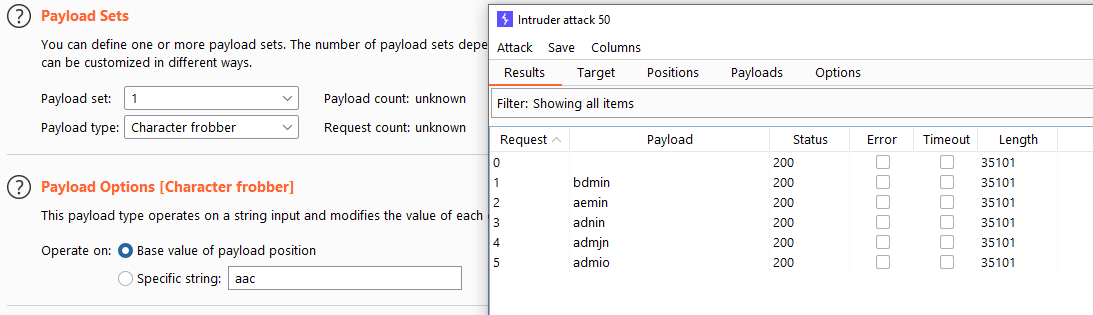 Payload Sets
You can define one or more payload sets. The number of payload sets depe
can be customized in different ways.
Payload set: 1 Payload count: unknown
Payload type: Character frobber Request count: unknown
Payload Options [Character frobber]
This payload type operates on a string input and modifies the value of each
Operate on: Base value of payload position
Specific string: aac
Intruder attack 50
Attack Save Columns
Results Target Positions Payloads Options
Filter: Showing all items
Request Payload Status Error Timeout Length
0 200 35101
1 bdmin 200 35101
2 aemin 200 35101
3 adnin 200 35101
4 admjn 200 35101
5 admio 200 35101